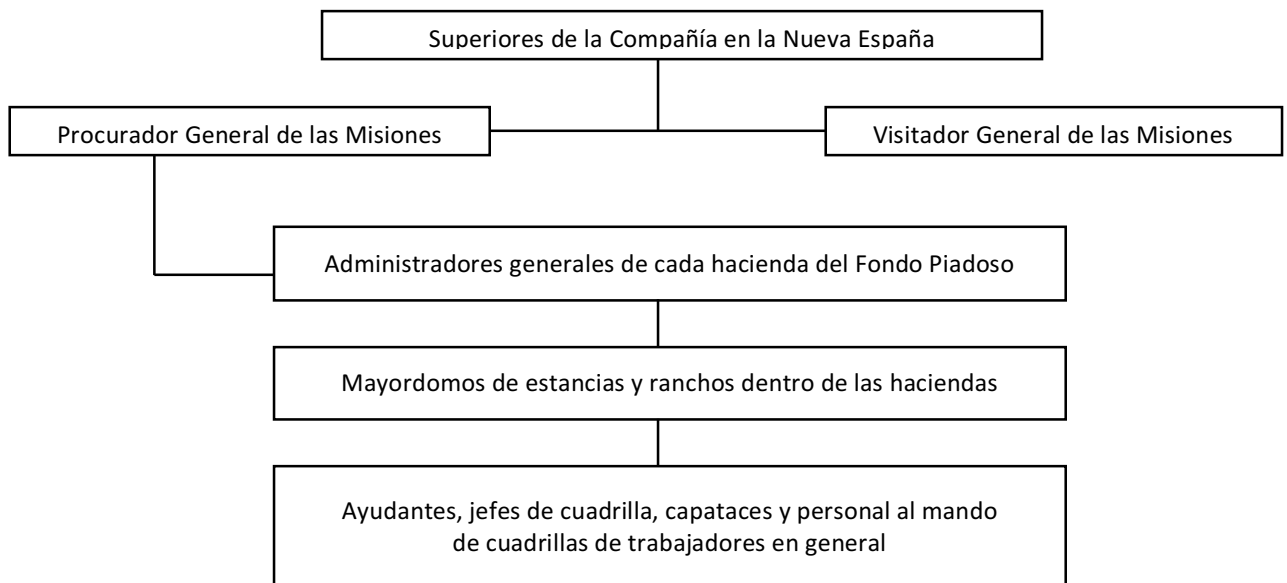 Superiores de la Compañía en la Nueva España
Procurador General de las Misiones
Visitador General de las Misiones
Administradores generales de cada hacienda del Fondo Piadoso
Mayordomos de estancias y ranchos dentro de las haciendas
Ayudantes, jefes de cuadrilla, capataces y personal al mando
de cuadrillas de trabajadores en general